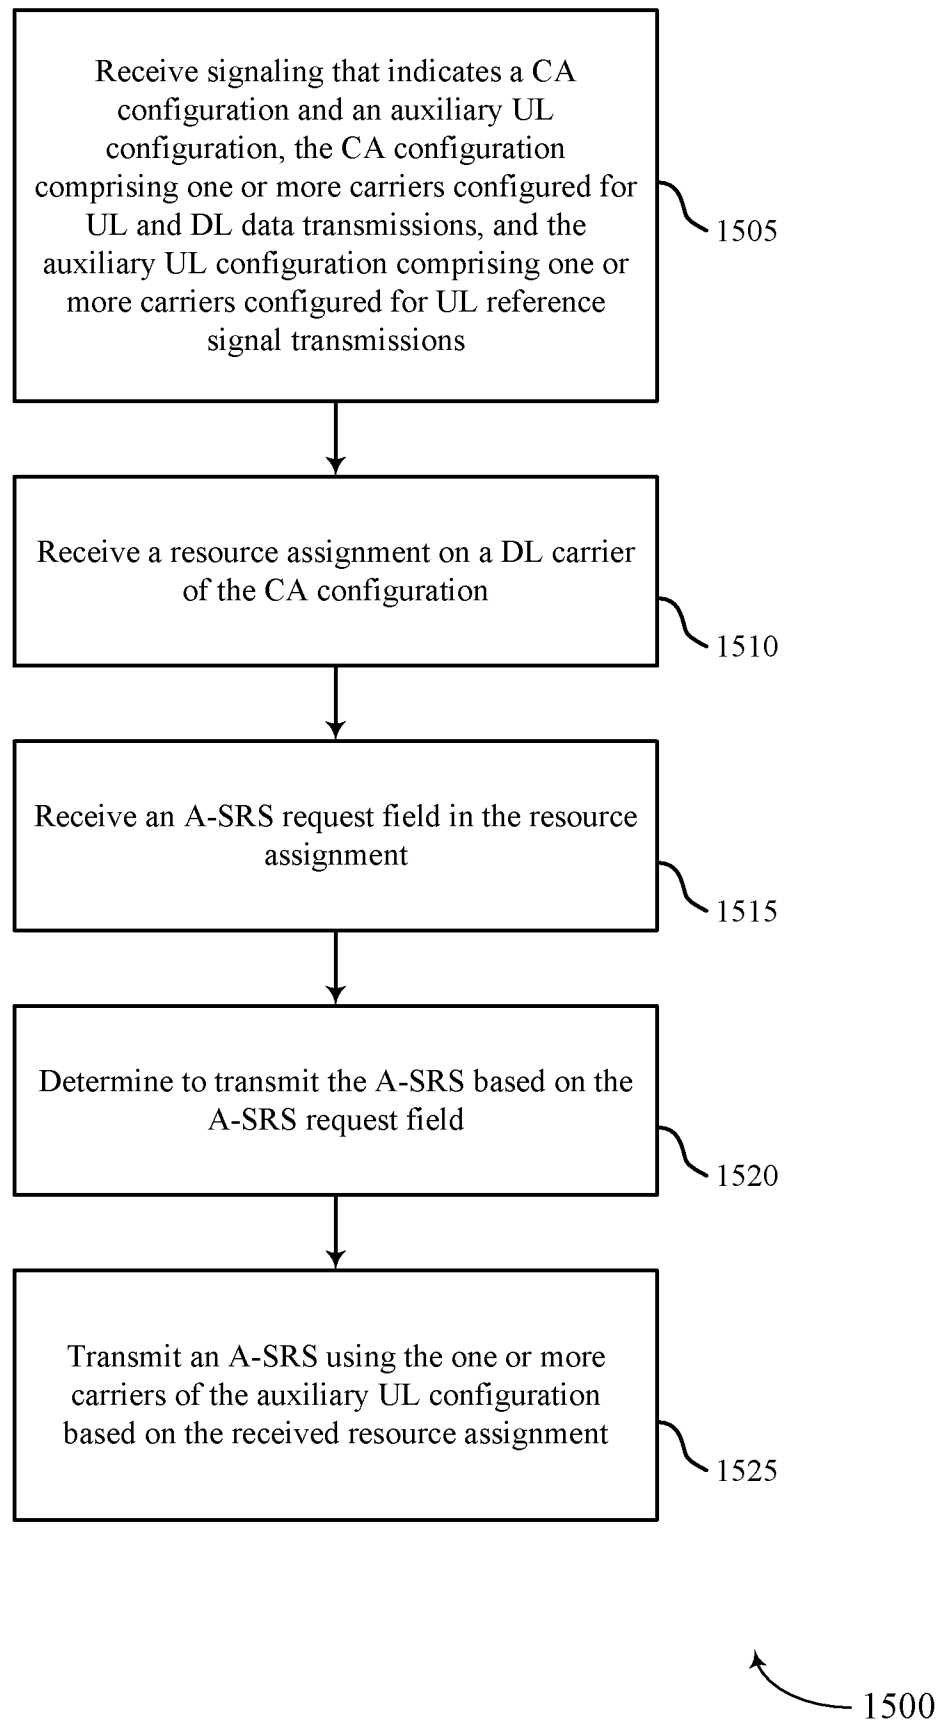 Receive signaling that indicates a CA
configuration and an auxiliary UL
configuration, the CA configuration
comprising one or more carriers configured for
UL and DL data transmissions, and the
auxiliary UL configuration comprising one or
more carriers configured for UL reference
signal transmissions
1505
Receive a resource assignment on a DL carrier
of the CA configuration
1510
Receive an A-SRS request field in the resource
assignment
1515
Determine to transmit the A-SRS based on the
A-SRS request field
1520
Transmit an A-SRS using the one or more
carriers of the auxiliary UL configuration
based on the received resource assignment
1525
1500